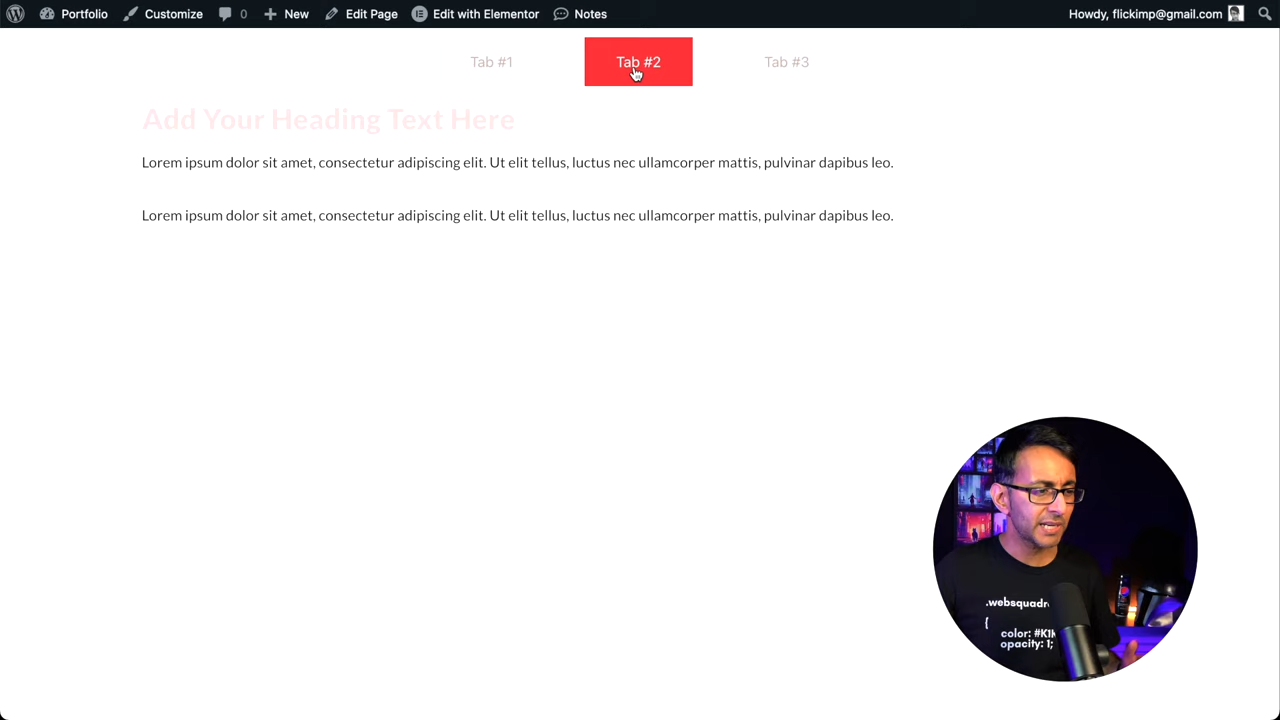 Portfolio Customize 0 New Edit Page Edit with Elementor Notes Howdy, flickimp@gmail.com
Tab #1 Tab #2 Tab #3
Add Your Heading Text Here
Lorem ipsum dolor sit amet, consectetur adipiscing elit. Ut elit tellus, luctus nec ullamcorper mattis, pulvinar dapibus leo.
Lorem ipsum dolor sit amet, consectetur adipiscing elit. Ut elit tellus, luctus nec ullamcorper mattis, pulvinar dapibus leo.
{
color:
opacity: 1;